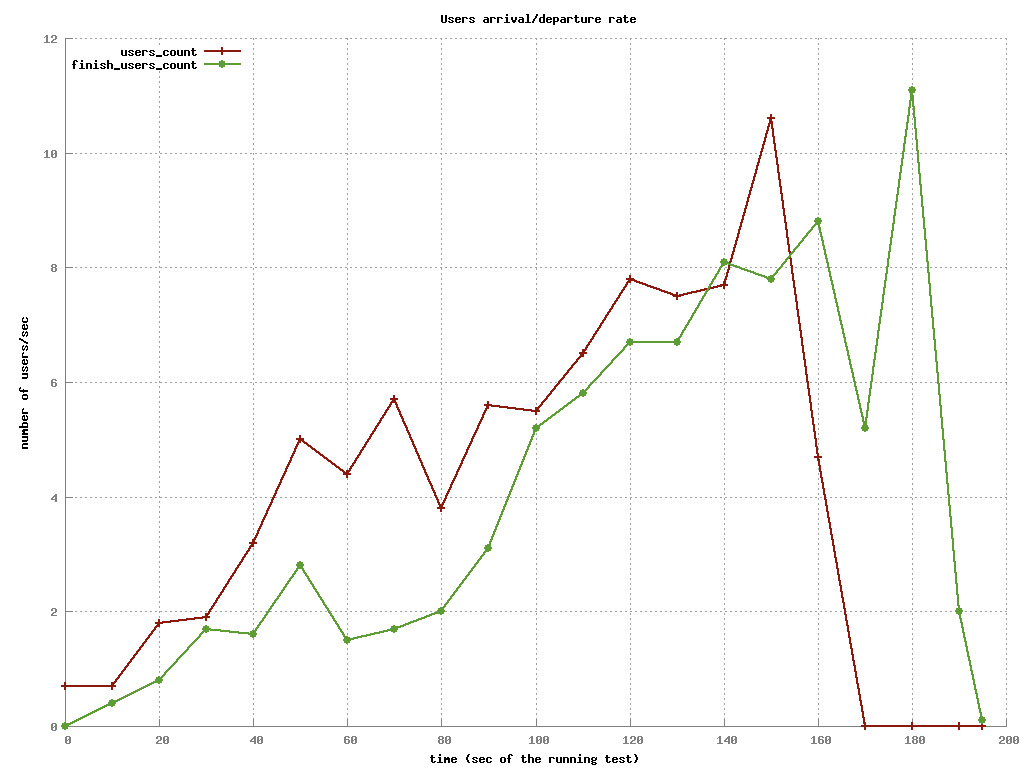 Users arrival/departure rate
users_count
finish_users_count
12
10
8
6
4
2
0
number of users/sec
0 20 40 60 80 100 120 140 160 180 200
time (sec of the running test)